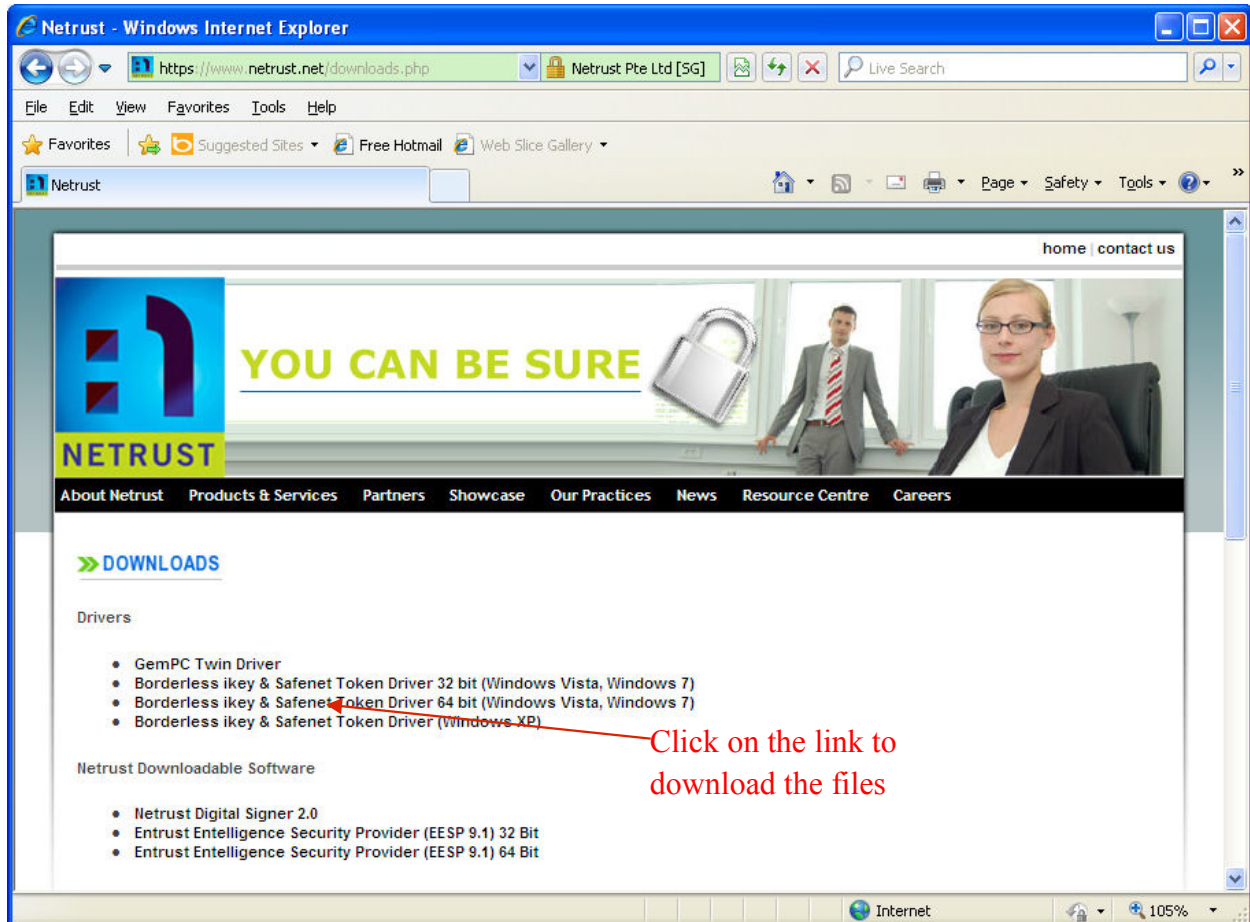 Netrust - Windows Internet Explorer
https://www.netrust.net/downloads.php
Netrust Pte Ltd [SG]
Live Search
File Edit View Favorites Tools Help
Favorites Suggested Sites Free Hotmail Web Slice Gallery
Netrust
Page Safety Tools
home | contact us
YOU CAN BE SURE
NETRUST
About Netrust Products & Services Partners Showcase Our Practices News Resource Centre Careers
DOWNLOADS
Drivers
GemPC Twin Driver
Borderless ikey & Safenet Token Driver 32 bit (Windows Vista, Windows 7)
Borderless ikey & Safenet Token Driver 64 bit (Windows Vista, Windows 7)
Borderless ikey & Safenet Token Driver (Windows XP)
Click on the link to
download the files
Netrust Downloadable Software
Netrust Digital Signer 2.0
Entrust Entelligence Security Provider (EESP 9.1) 32 Bit
Entrust Entelligence Security Provider (EESP 9.1) 64 Bit
Internet
105%